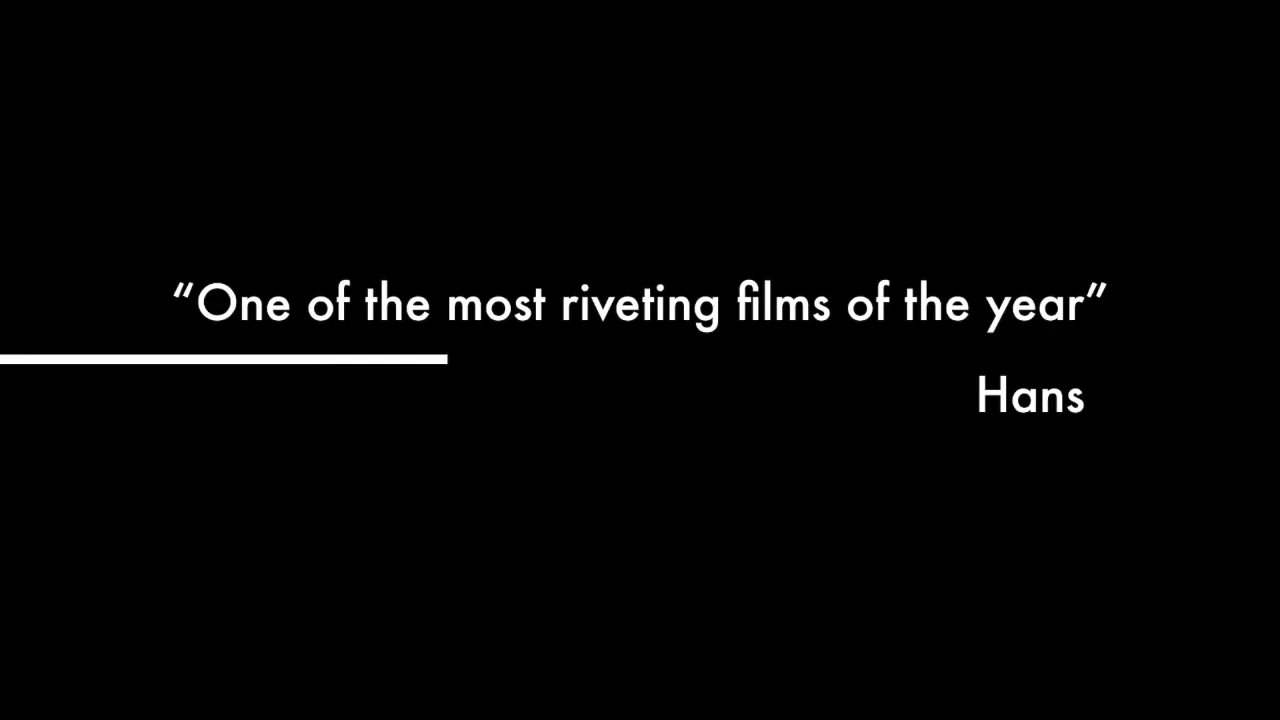 “One of the most riveting films of the year”
Hans